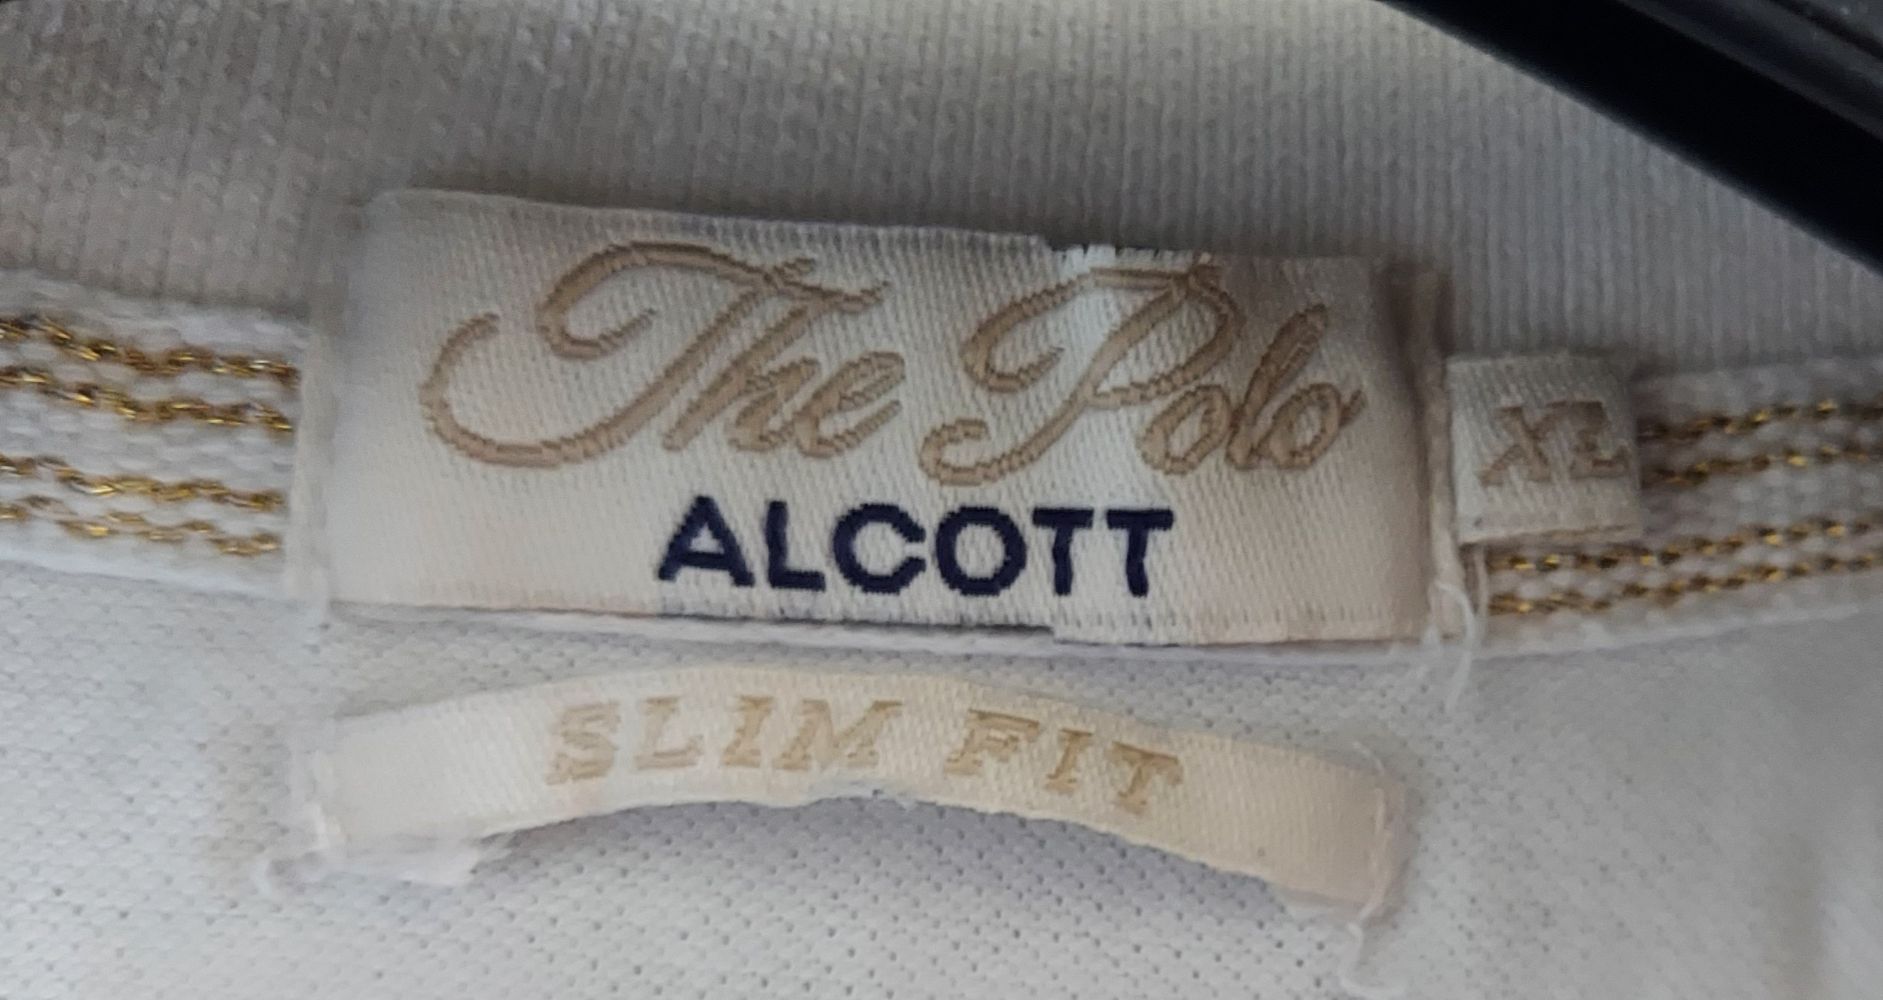 The Polo
ALCOTT
XL
SLIM FIT